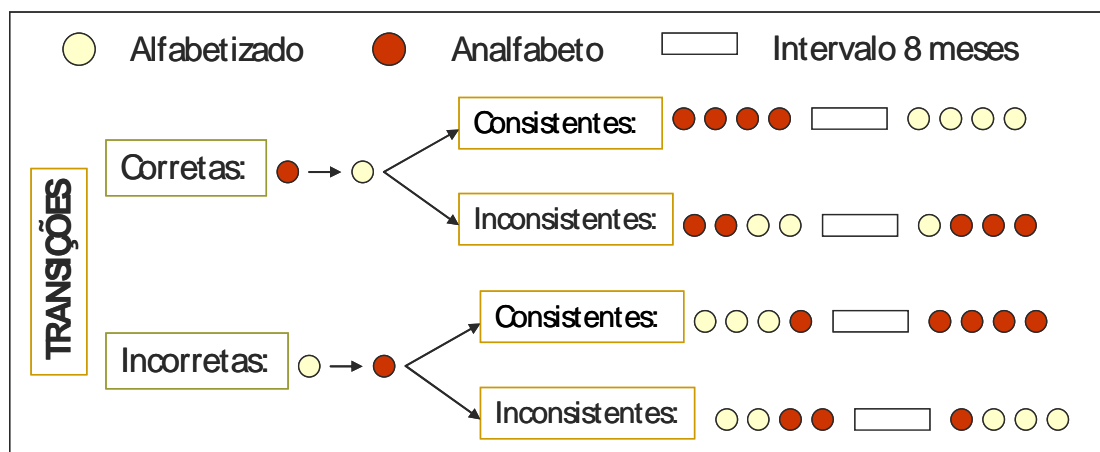 Alfabetizado Analfabeto Intervalo 8 meses
TRANSIÇÕES
Corretas:
Consistentes:
Inconsistentes:
Incorretas:
Consistentes:
Inconsistentes: